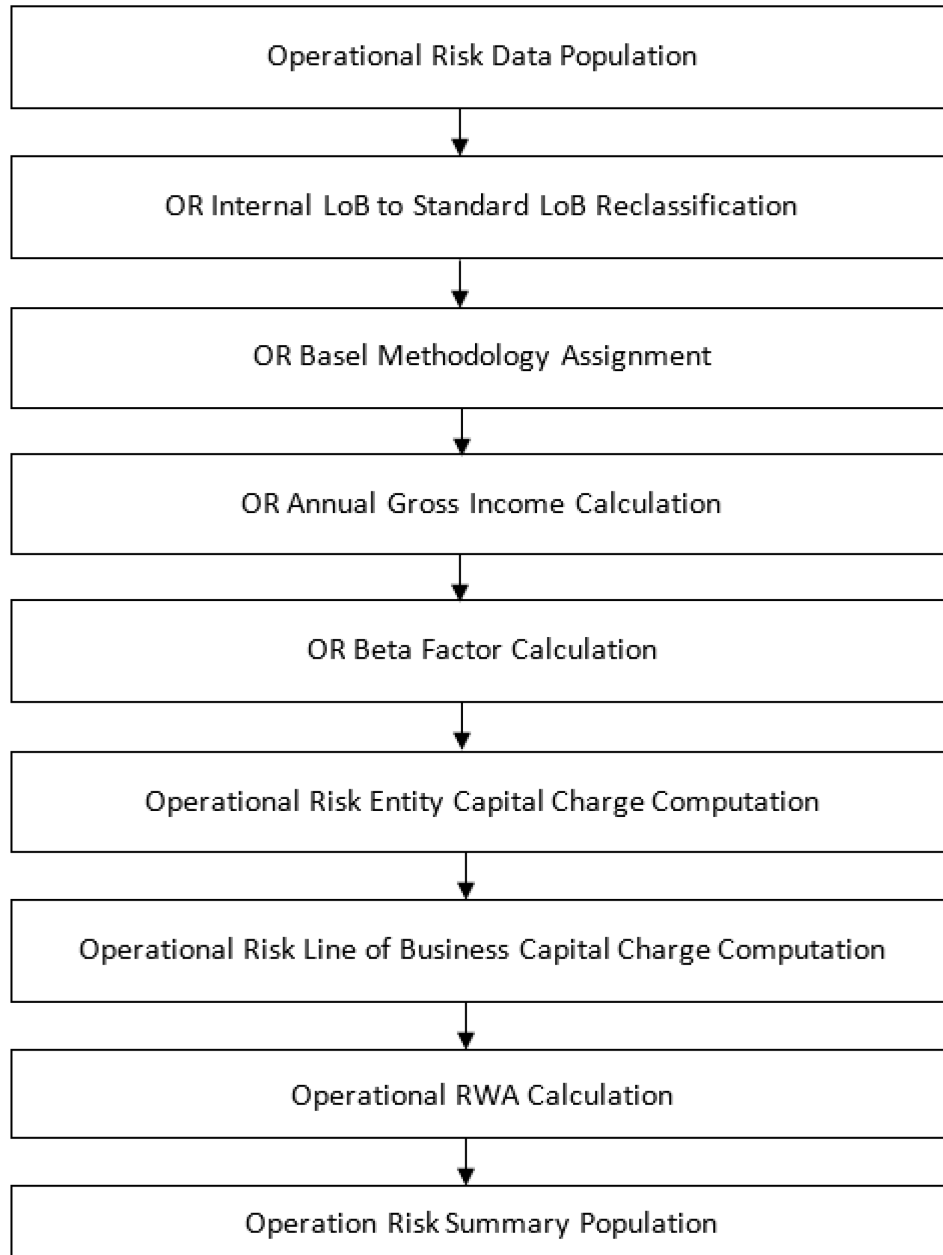 Operational Risk Data Population
OR Internal LoB to Standard LoB Reclassification
OR Basel Methodology Assignment
OR Annual Gross Income Calculation
OR Beta Factor Calculation
Operational Risk Entity Capital Charge Computation
Operational Risk Line of Business Capital Charge Computation
Operational RWA Calculation
Operation Risk Summary Population